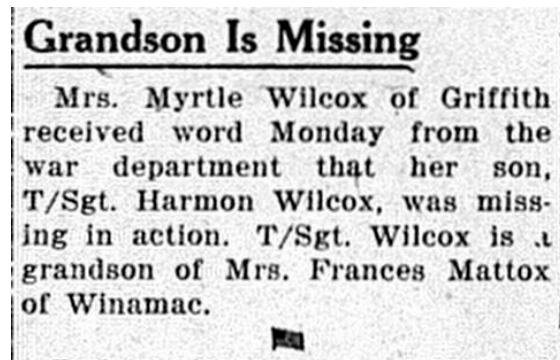 Grandson Is Missing
Mrs. Myrtle Wilcox of Griffith
received word Monday from the
war department that her son,
T/Sgt. Harmon Wilcox, was miss-
ing in action. T/Sgt. Wilcox is a
grandson of Mrs. Frances Mattox
of Winamac.